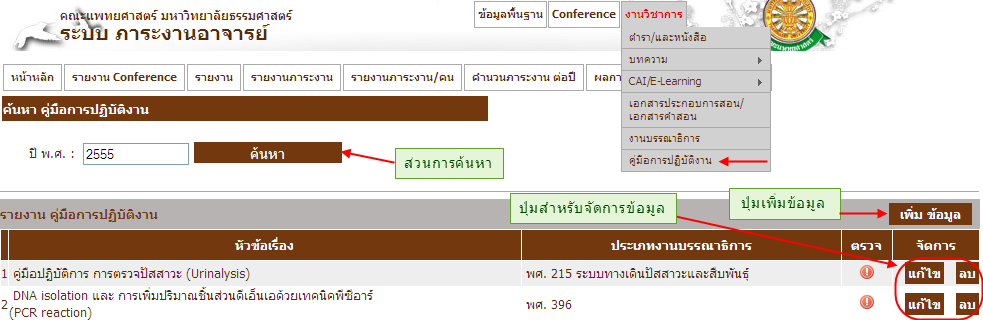 คณะแพทยศาสตร์ มหาวิทยาลัยธรรมศาสตร์
ระบบ ภาระงานอาจารย์
ข้อมูลพื้นฐาน Conference งานวิชาการ
ตำรา/และหนังสือ
บทความ
CAI/E-Learning
เอกสารประกอบการสอน/
เอกสารคำสอน
งานบรรณาธิการ
คู่มือการปฏิบัติงาน
หน้าหลัก รายงาน Conference รายงาน รายงานภาระงาน รายงานภาระงาน/คน คำนวนภาระงาน ต่อปี ผลกา
ค้นหา คู่มือการปฏิบัติงาน
ปี พ.ศ. : 2555 ค้นหา
ส่วนการค้นหา
ปุ่มสำหรับจัดการข้อมูล
ปุ่มเพิ่มข้อมูล
รายงาน คู่มือการปฏิบัติงาน
เพิ่ม ข้อมูล
หัวข้อเรื่อง ประเภทงานบรรณาธิการ ตรวจ จัดการ
1 คู่มือปฏิบัติการ การตรวจปัสสาวะ (Urinalysis) พศ. 215 ระบบทางเดินปัสสาวะและสืบพันธุ์ แก้ไข ลบ
2 DNA isolation และ การเพิ่มปริมาณชิ้นส่วนดีเอ็นเอด้วยเทคนิคพีซีอาร์
(PCR reaction) พศ. 396 แก้ไข ลบ